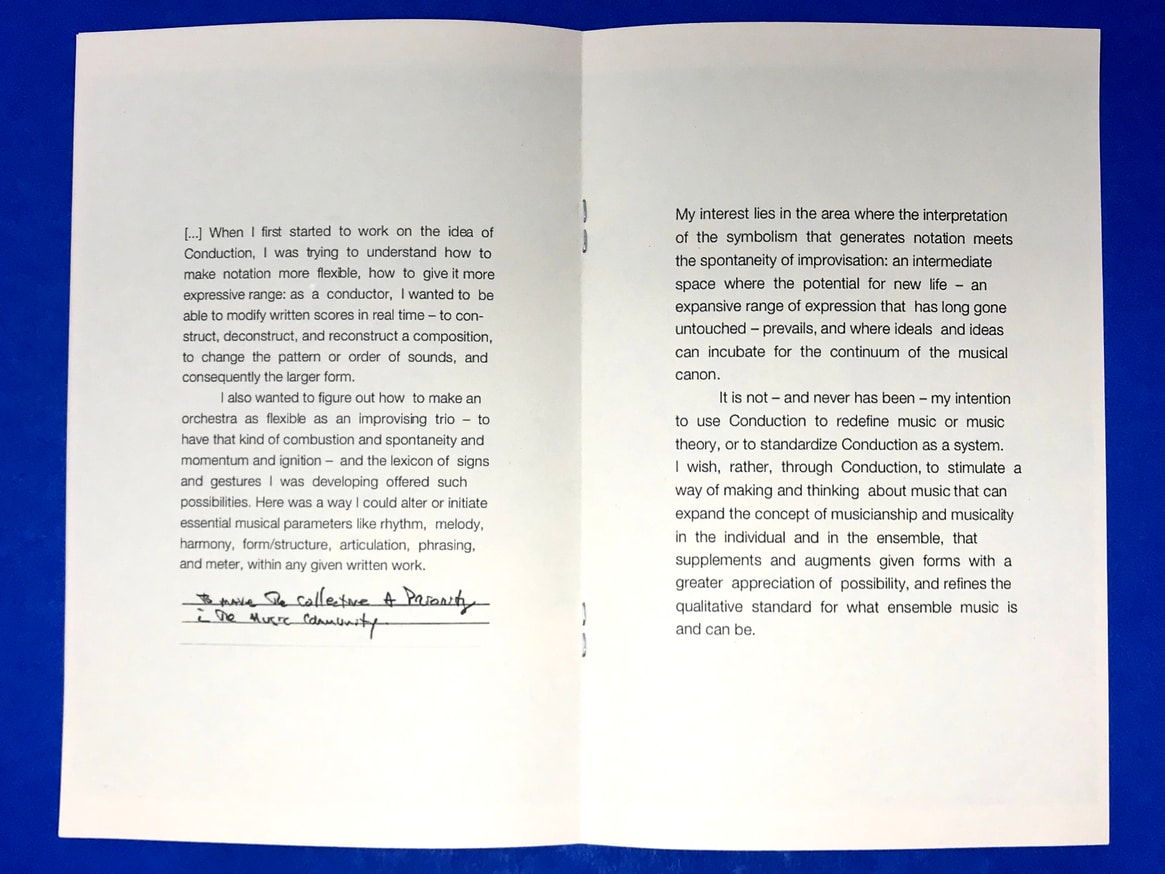 [...] When I first started to work on the idea of
Conduction, I was trying to understand how to
make notation more flexible, how to give it more
expressive range: as a conductor, I wanted to be
able to modify written scores in real time – to con-
struct, deconstruct, and reconstruct a composition,
to change the pattern or order of sounds, and
consequently the larger form.
I also wanted to figure out how to make an
orchestra as flexible as an improvising trio – to
have that kind of combustion and spontaneity and
momentum and ignition – and the lexicon of signs
and gestures I was developing offered such
possibilities. Here was a way I could alter or initiate
essential musical parameters like rhythm, melody,
harmony, form/structure, articulation, phrasing,
and meter, within any given written work.
to make The collective A Priority
in The Music Community
My interest lies in the area where the interpretation
of the symbolism that generates notation meets
the spontaneity of improvisation: an intermediate
space where the potential for new life – an
expansive range of expression that has long gone
untouched – prevails, and where ideals and ideas
can incubate for the continuum of the musical
canon.
It is not – and never has been – my intention
to use Conduction to redefine music or music
theory, or to standardize Conduction as a system.
I wish, rather, through Conduction, to stimulate a
way of making and thinking about music that can
expand the concept of musicianship and musicality
in the individual and in the ensemble, that
supplements and augments given forms with a
greater appreciation of possibility, and refines the
qualitative standard for what ensemble music is
and can be.